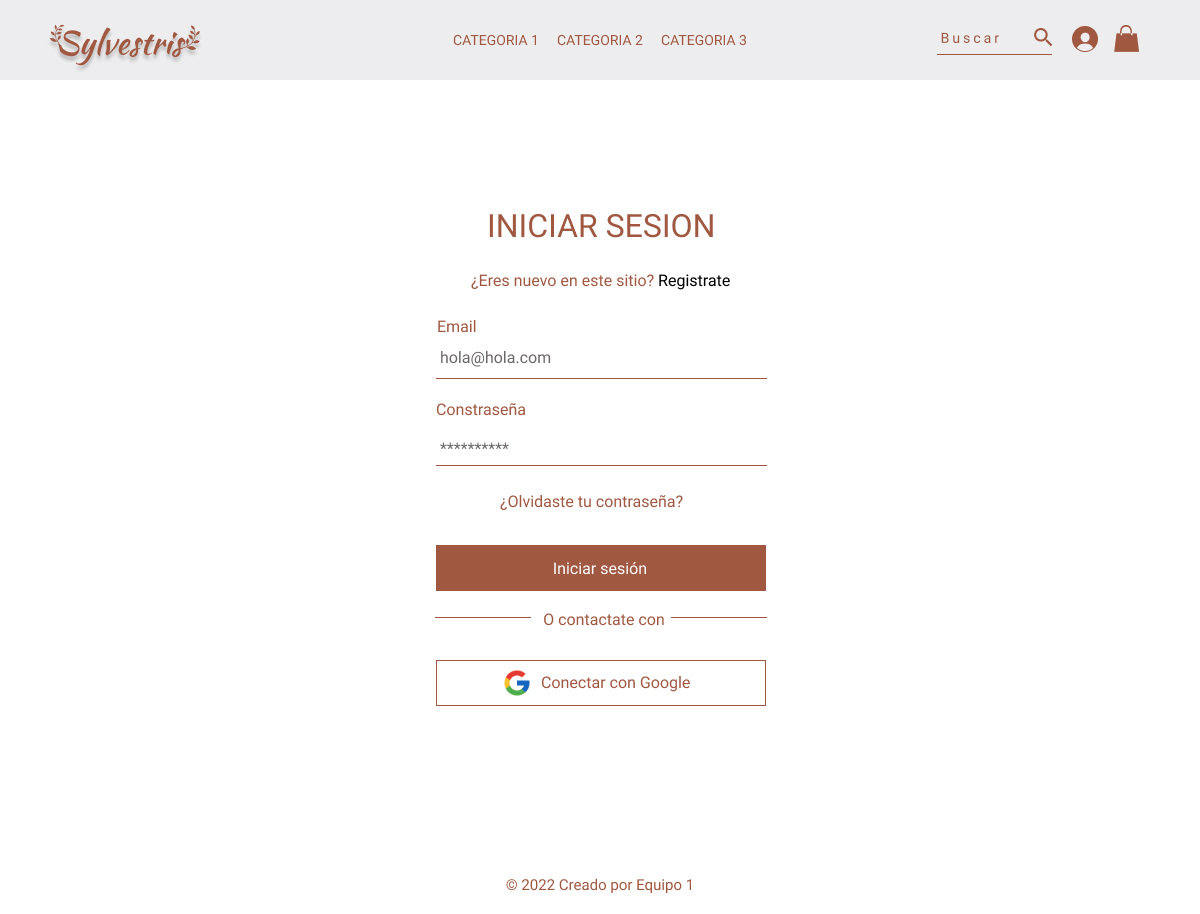 Sylvestris
CATEGORIA 1 CATEGORIA 2 CATEGORIA 3
Buscar
INICIAR SESION
¿Eres nuevo en este sitio? Registrate
Email
hola@hola.com
Constraseña
**********
¿Olvidaste tu contraseña?
Iniciar sesión
O contactate con
Conectar con Google
© 2022 Creado por Equipo 1